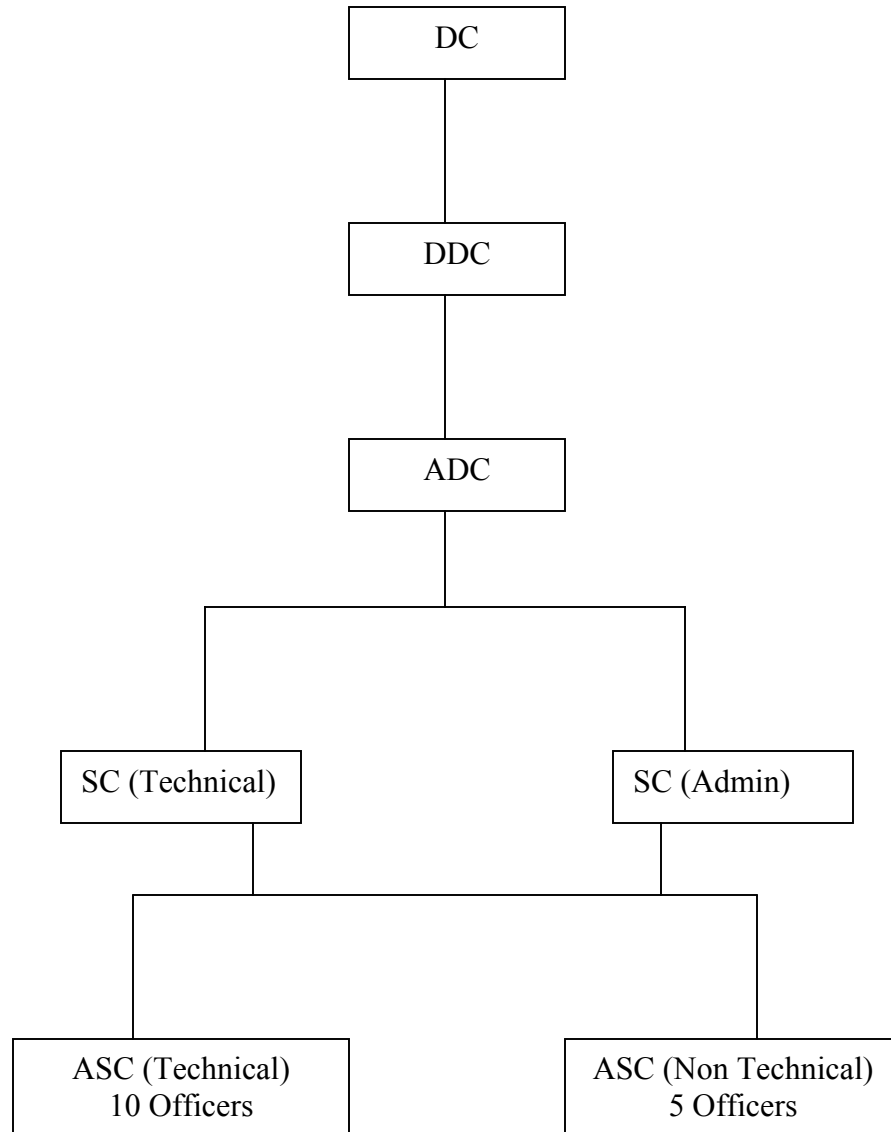 DC
DDC
ADC
SC (Technical)
SC (Admin)
ASC (Technical)
10 Officers
ASC (Non Technical)
5 Officers